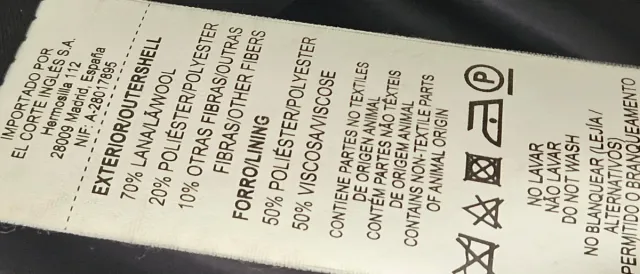 IMPORTADO POR
EL CORTE INGLÉS S.A.
Hermosilla 112
28009 Madrid, España
NIF: A-28017895
EXTERIOR/OUTERSHELL
70% LANA/LÃ/WOOL
20% POLIÉSTER/POLYESTER
10% OTRAS FIBRAS/OUTRAS
FIBRAS/OTHER FIBERS
FORRO/LINING
50% POLIÉSTER/POLYESTER
50% VISCOSA/VISCOSE
CONTIENE PARTES NO TEXTILES
DE ORIGEN ANIMAL
CONTÉM PARTES NÃO TÊXTEIS
DE ORIGEM ANIMAL
CONTAINS NON-TEXTILE PARTS
OF ANIMAL ORIGIN
P
NO LAVAR
NÃO LAVAR
DO NOT WASH
NO BLANQUEAR (LEJÍA/
ALTERNATIVOS)
PERMITIDO O BRANQUEAMENTO